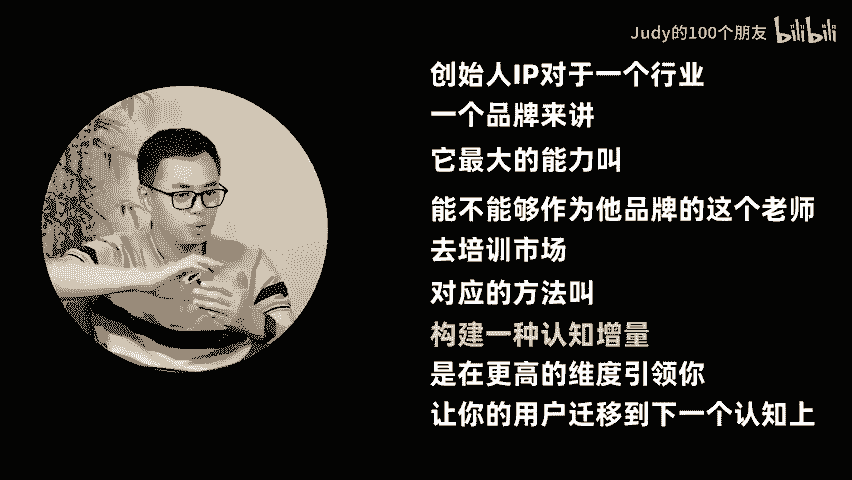 Judy的100个朋友 bilibili
创始人IP对于一个行业
一个品牌来讲
它最大的能力叫
能不能够作为他品牌的这个老师
去培训市场
对应的方法叫
构建一种认知增量
是在更高的维度引领你
让你的用户迁移到下一个认知上